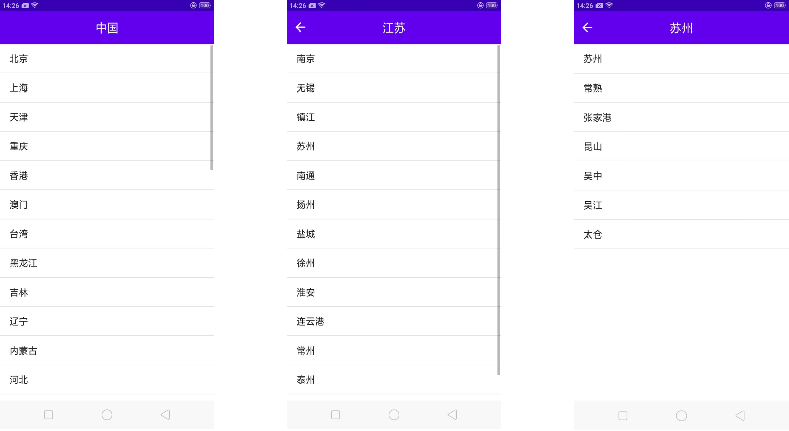 14:26
100
中国
北京
上海
天津
重庆
香港
澳门
台湾
黑龙江
吉林
辽宁
内蒙古
河北
14:26
100
江苏
南京
无锡
镇江
苏州
南通
扬州
盐城
徐州
淮安
连云港
常州
泰州
14:26
100
苏州
苏州
常熟
张家港
昆山
吴中
吴江
太仓